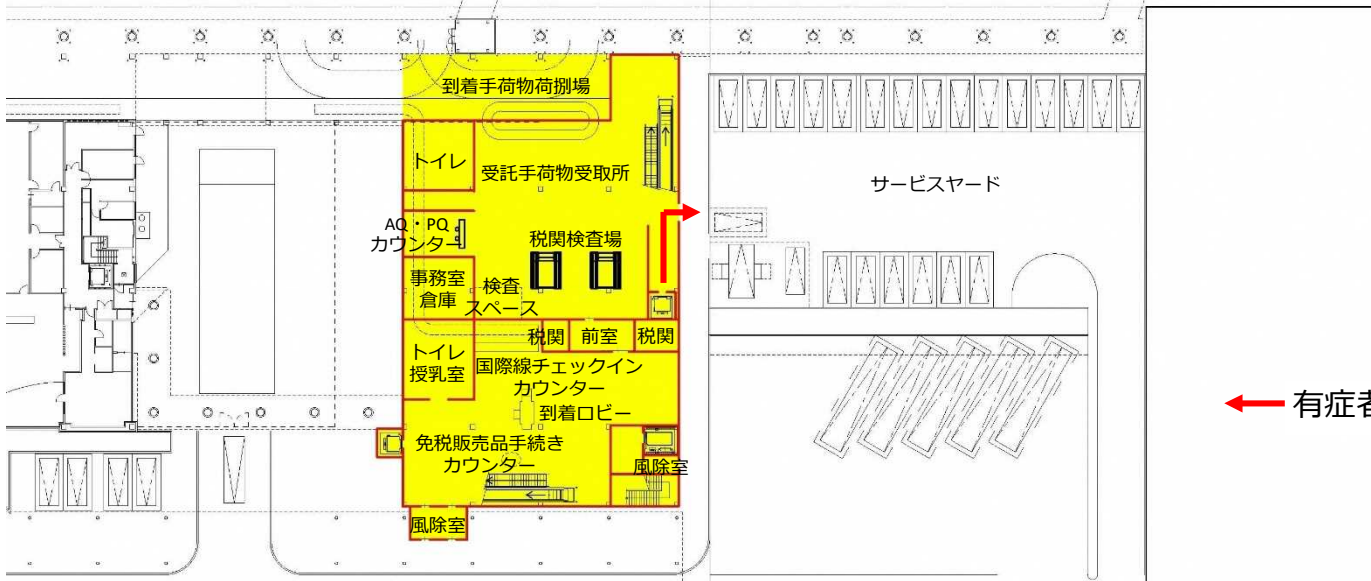 到着手荷物荷捌場
トイレ
受託手荷物受取所
サービスヤード
AQ・PQ
カウンター
税関検査場
事務室
倉庫
検査
スペース
税関
前室
税関
トイレ
授乳室
国際線チェックイン
カウンター
到着ロビー
有症者
免税販売品手続き
カウンター
風除室
風除室